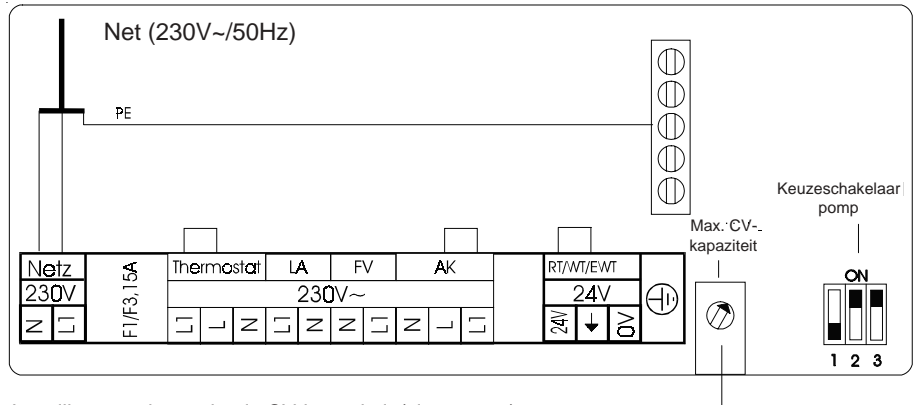 Net (230V~/50Hz)
PE
Keuzeschakelaar
pomp
Max. CV-
kapaziteit
Netz
F1/F3,15A
Thermostat LA FV AK
RT/WT/EWT
ON
230V
230V~
24V
N L1
L1 L N L1 N N L1 N L L1
24V 0V
1 2 3